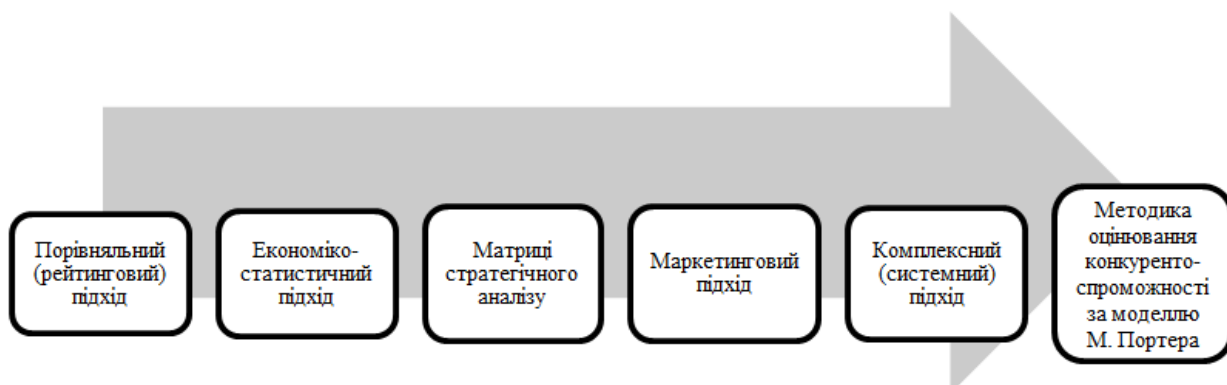 Порівняльний
(рейтинговий)
підхід
Економіко-
статистичний
підхід
Матриці
стратегічного
аналізу
Маркетинговий
підхід
Комплексний
(системний)
підхід
Методика
оцінювання
конкуренто-
спроможності
за моделлю
М. Портера